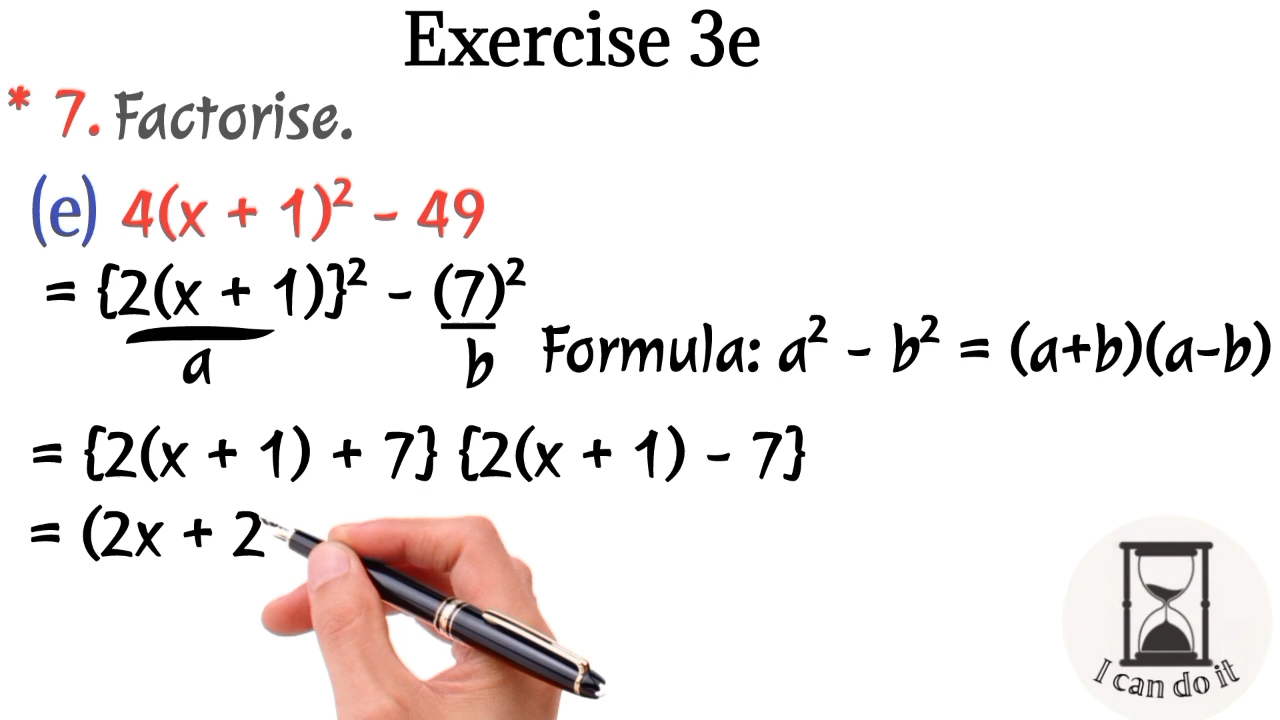 Exercise 3e
* 7. Factorise.
(e) 4(x + 1)² - 49
= {2(x + 1)}² - (7)²
a b Formula: a² - b² = (a+b)(a-b)
= {2(x + 1) + 7} {2(x + 1) - 7}
= (2x + 2
I can do it